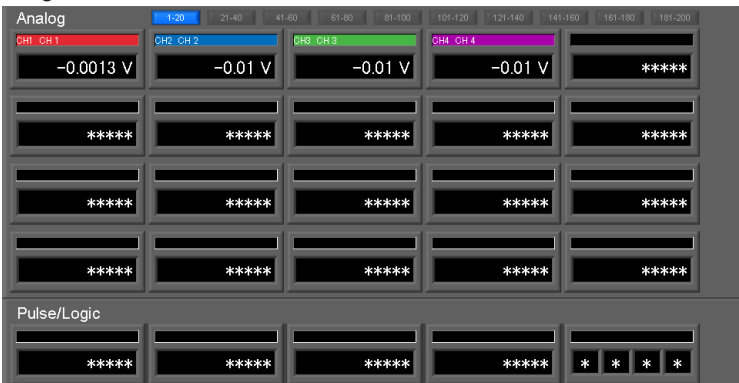 Analog 1-20 21-40 41-60 61-80 81-100 101-120 121-140 141-160 161-180 181-200
CH1 CH 1 CH2 CH 2 CH3 CH 3 CH4 CH 4
-0.0013 V -0.01 V -0.01 V -0.01 V *****
***** ***** ***** ***** *****
***** ***** ***** ***** *****
***** ***** ***** ***** *****
Pulse/Logic
***** ***** ***** ***** * * * *